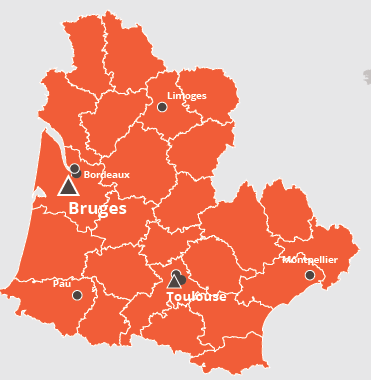 Limoges
Bordeaux
Bruges
Montpellier
Pau
Toulouse